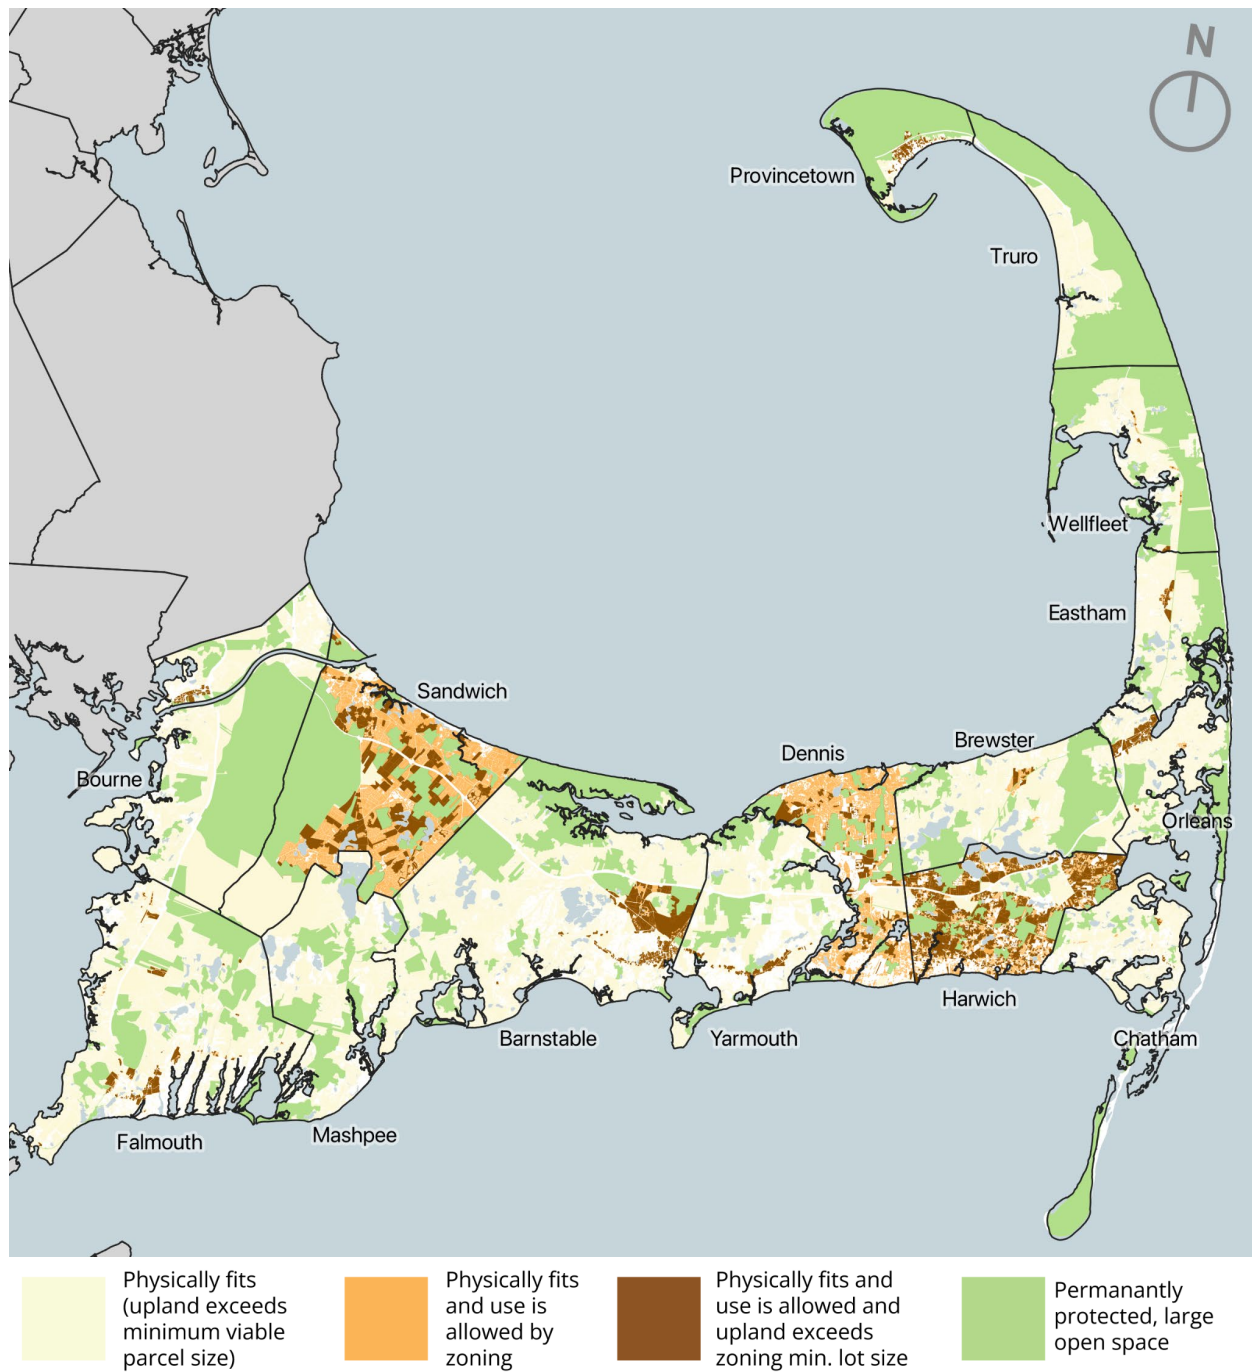 N
Provincetown
Truro
Wellfleet
Eastham
Sandwich
Dennis
Brewster
Bourne
Orleans
Harwich
Barnstable
Yarmouth
Chatham
Falmouth
Mashpee
Physically fits
(upland exceeds
minimum viable
parcel size)
Physically fits
and use is
allowed by
zoning
Physically fits and
use is allowed and
upland exceeds
zoning min. lot size
Permanantly
protected, large
open space